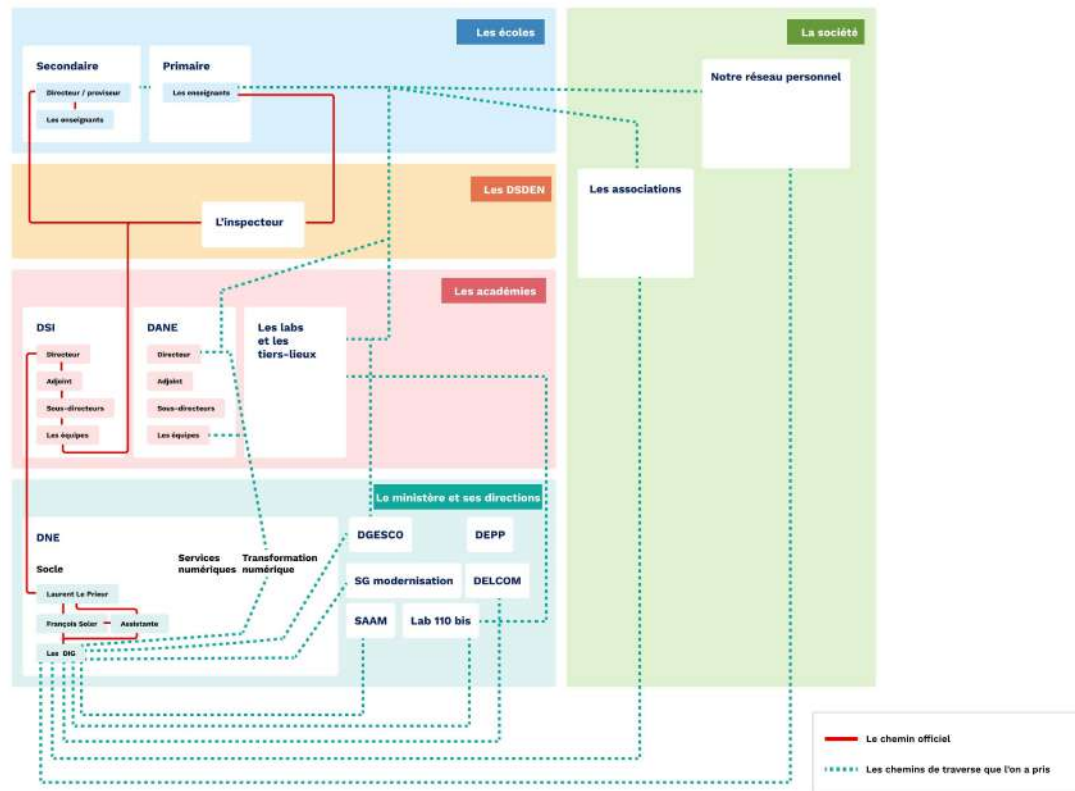 Les écoles
Secondaire
Directeur / proviseur
Les enseignants
Primaire
Les enseignants
La société
Notre réseau personnel
Les associations
Les DSDEN
L'inspecteur
Les académies
DSI
Directeur
Adjoint
Sous-directeurs
Les équipes
DANE
Directeur
Adjoint
Sous-directeurs
Les équipes
Les labs
et les
tiers-lieux
Le ministère et ses directions
DNE
Socle
Laurent Le Prieur
François Soler
Assistante
Les DIG
Services
numériques
Transformation
numérique
DGESCO
DEPP
SG modernisation
DELCOM
SAAM
Lab 110 bis
Le chemin officiel
Les chemins de traverse que l'on a pris